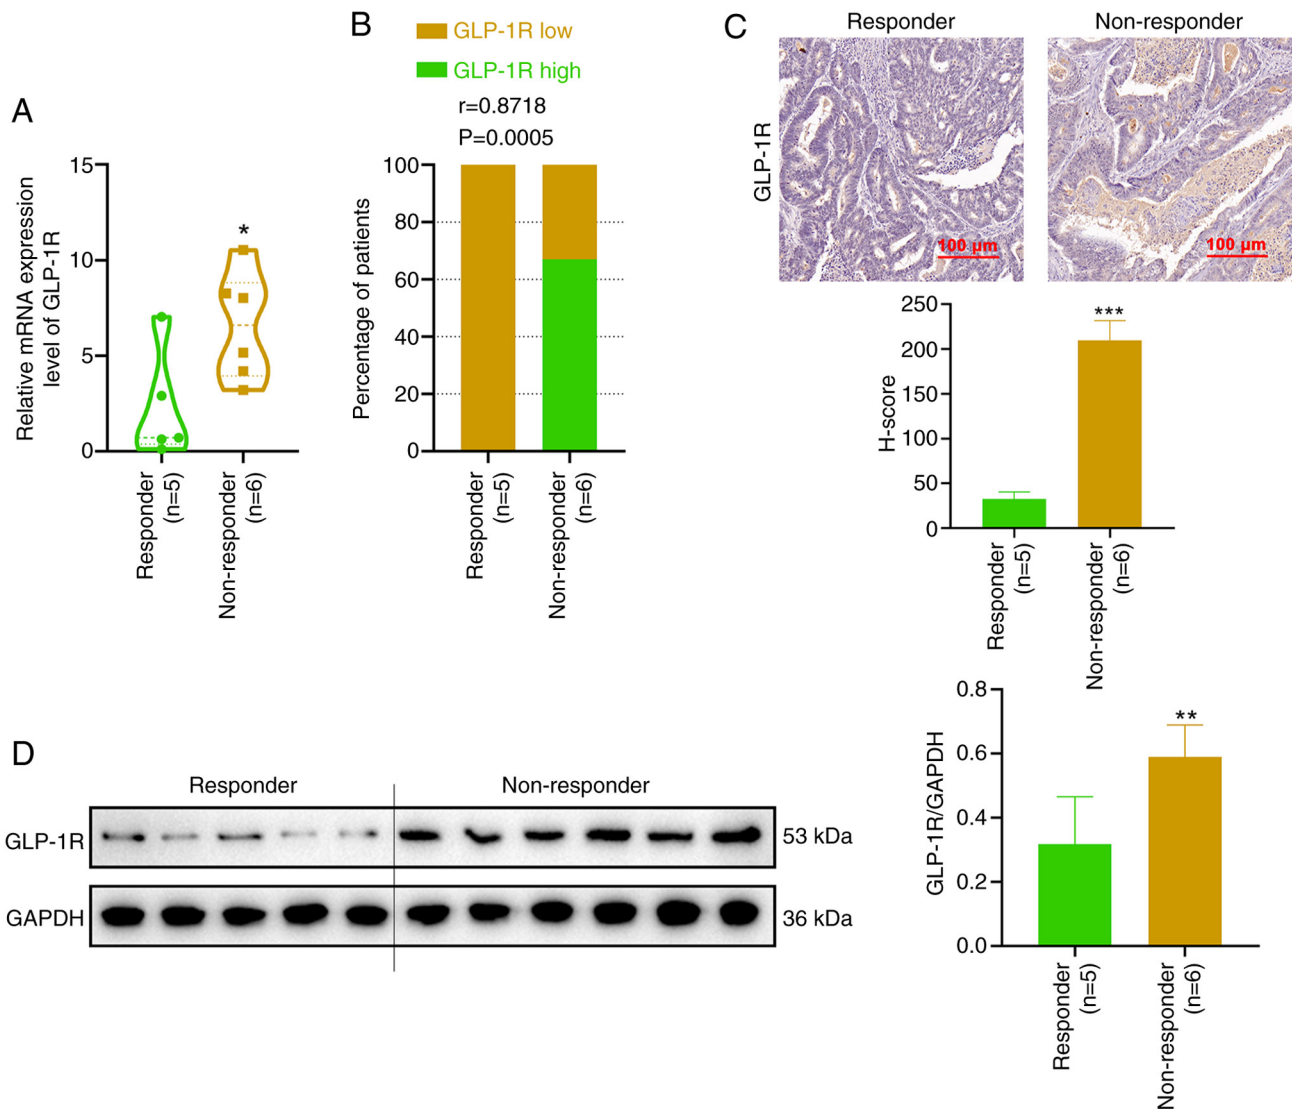 A
Relative mRNA expression
level of GLP-1R
15
10
5
0
*
Responder
(n=5)
Non-responder
(n=6)
B
GLP-1R low
GLP-1R high
r=0.8718
P=0.0005
Percentage of patients
100
80
60
40
20
0
Responder
(n=5)
Non-responder
(n=6)
C
Responder
Non-responder
GLP-1R
100 µm
100 µm
H-score
250
200
150
100
50
0
***
Responder
(n=5)
Non-responder
(n=6)
D
Responder
Non-responder
GLP-1R
53 kDa
GAPDH
36 kDa
GLP-1R/GAPDH
0.8
0.6
0.4
0.2
0.0
**
Responder
(n=5)
Non-responder
(n=6)